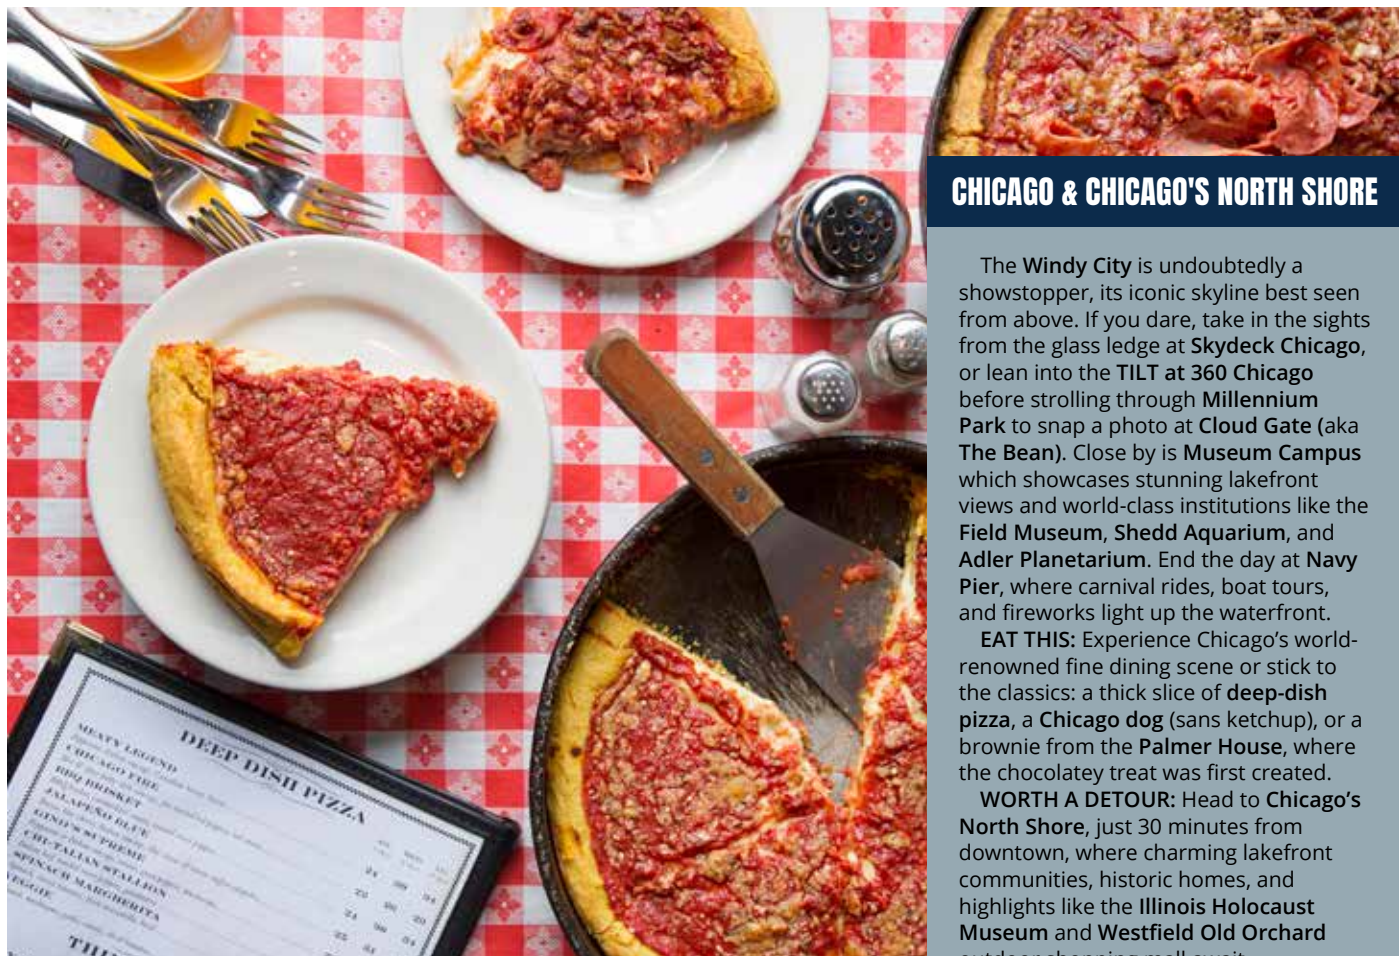 CHICAGO & CHICAGO'S NORTH SHORE
The Windy City is undoubtedly a
showstopper, its iconic skyline best seen
from above. If you dare, take in the sights
from the glass ledge at Skydeck Chicago,
or lean into the TILT at 360 Chicago
before strolling through Millennium
Park to snap a photo at Cloud Gate (aka
The Bean). Close by is Museum Campus
which showcases stunning lakefront
views and world-class institutions like the
Field Museum, Shedd Aquarium, and
Adler Planetarium. End the day at Navy
Pier, where carnival rides, boat tours,
and fireworks light up the waterfront.
EAT THIS: Experience Chicago’s world-
renowned fine dining scene or stick to
the classics: a thick slice of deep-dish
pizza, a Chicago dog (sans ketchup), or a
brownie from the Palmer House, where
the chocolatey treat was first created.
WORTH A DETOUR: Head to Chicago’s
North Shore, just 30 minutes from
downtown, where charming lakefront
communities, historic homes, and
highlights like the Illinois Holocaust
Museum and Westfield Old Orchard
outdoor shopping mall await.
DEEP DISH PIZZA
MEATY LEGEND
CHICAGO FIRE
BBQ BRISKET
JALAPEÑO BLUE
GINO'S SUPREME
CHI-TALIAN STALLION
SPINACH MARGHERITA
VEGGIE